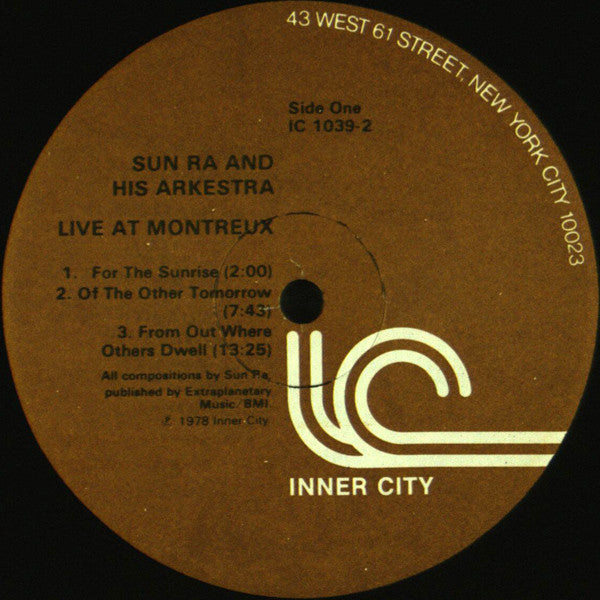 43 WEST 61 STREET, NEW YORK CITY 10023
Side One
IC 1039-2
SUN RA AND
HIS ARKESTRA
LIVE AT MONTREUX
1. For The Sunrise (2:00)
2. Of The Other Tomorrow
(7:43)
3. From Out Where
Others Dwell (13:25)
All compositions by Sun Ra,
published by Extraplanetary
Music. BMI.
℗ 1978 Inner City.
IC
INNER CITY